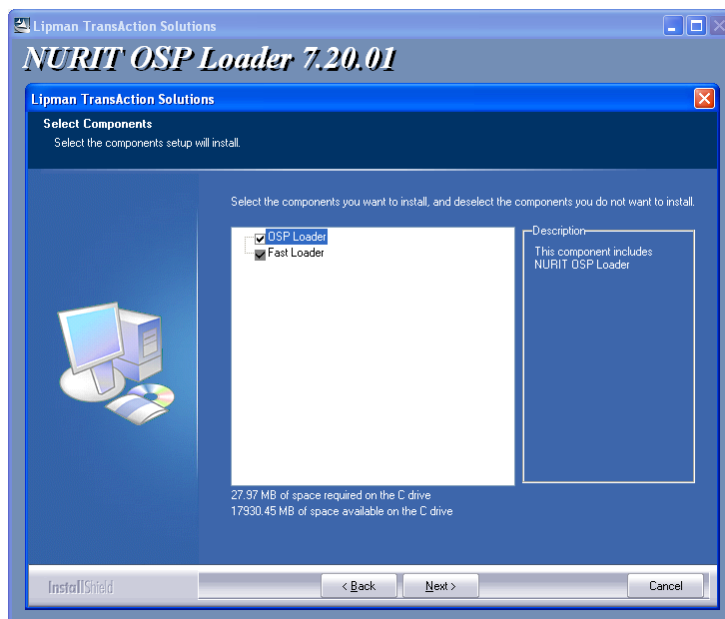 Lipman TransAction Solutions
NURIT OSP Loader 7.20.01
Lipman TransAction Solutions
Select Components
Select the components setup will install.
Select the components you want to install, and deselect the components you do not want to install.
OSP Loader
Fast Loader
Description
This component includes
NURIT OSP Loader
27.97 MB of space required on the C drive
17930.45 MB of space available on the C drive
InstallShield
< Back
Next >
Cancel